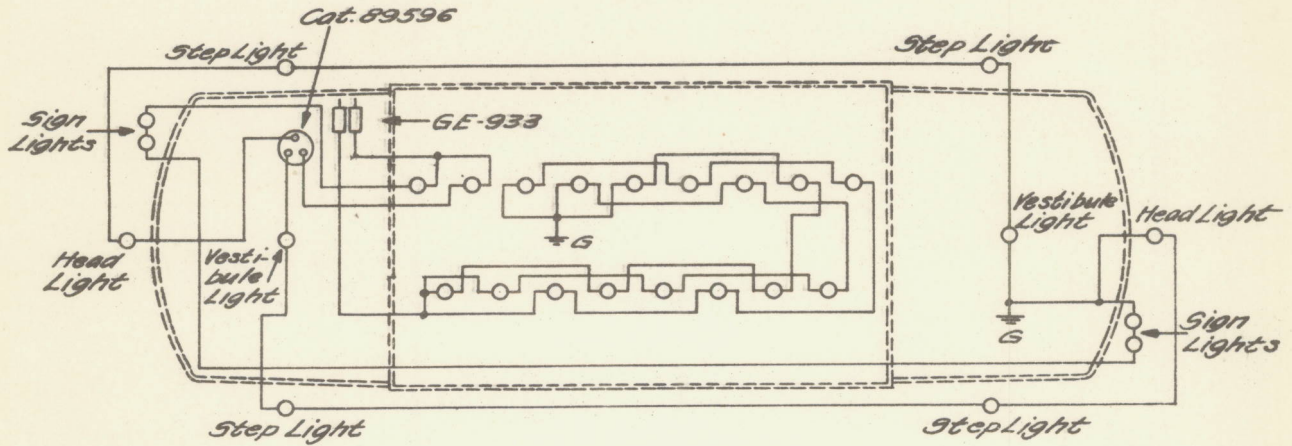 Cat. 89596
Step Light
Step Light
Sign
Lights
GE-933
Head
Light
Vesti-
bule
Light
G
Vestibule
Light
Head Light
G
Sign
Lights
Step Light
Step Light